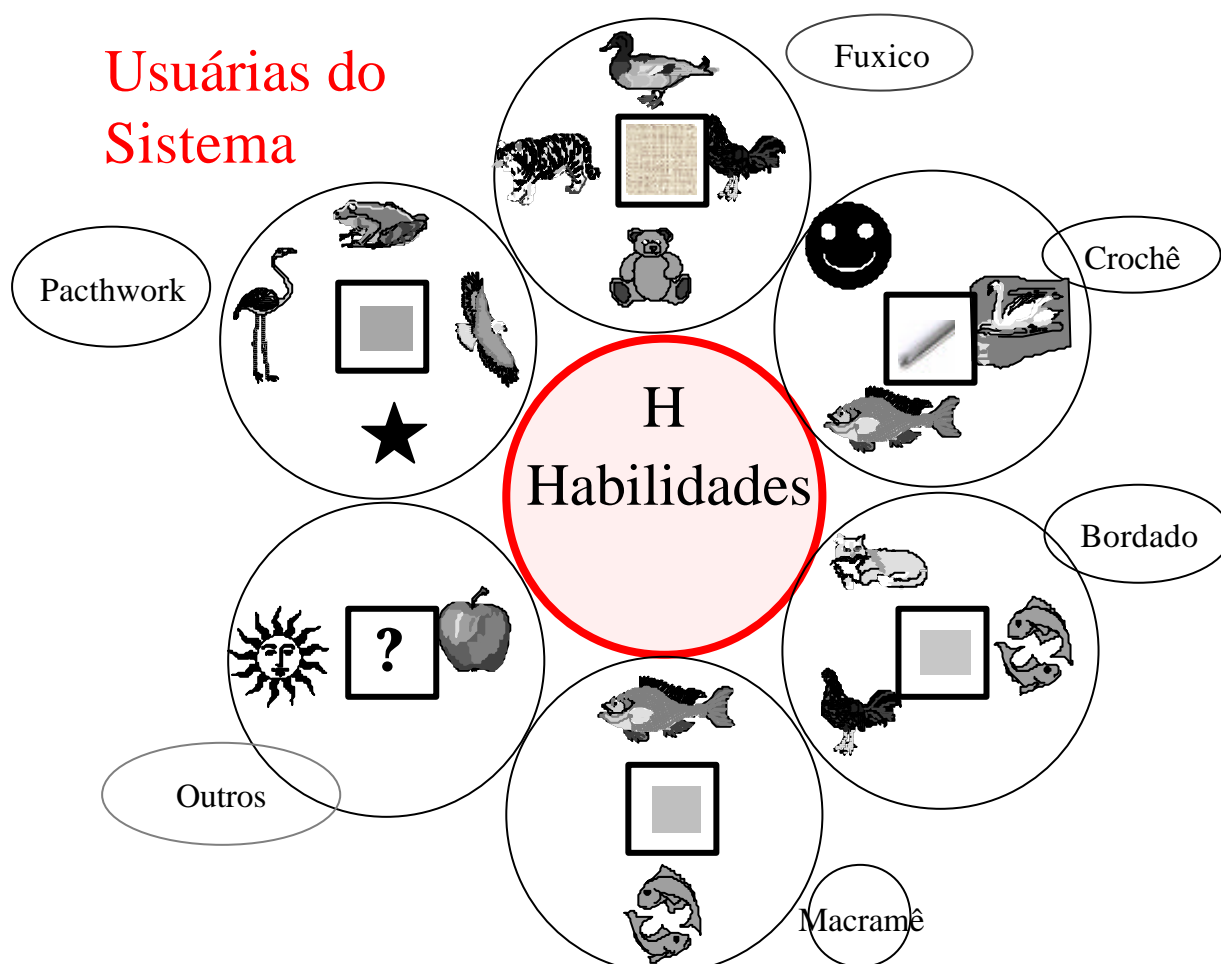 Usuárias do
Sistema
Fuxico
Pacthwork
Crochê
H
Habilidades
Bordado
?
Outros
Macramê